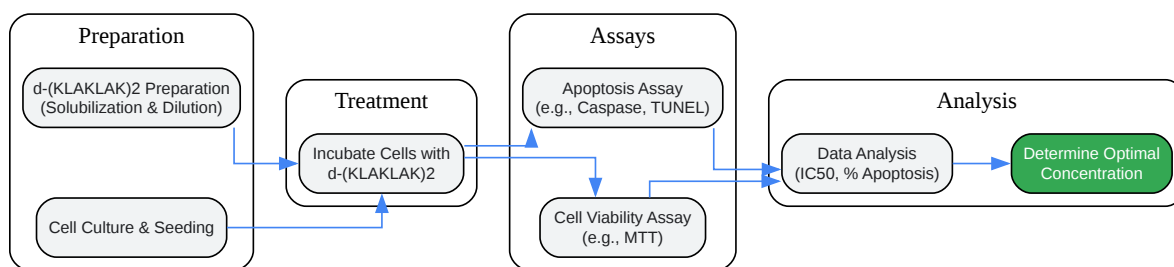 Preparation
d-(KLAKLAK)2 Preparation
(Solubilization & Dilution)
Cell Culture & Seeding
Treatment
Incubate Cells with
d-(KLAKLAK)2
Assays
Apoptosis Assay
(e.g., Caspase, TUNEL)
Cell Viability Assay
(e.g., MTT)
Analysis
Data Analysis
(IC50, % Apoptosis)
Determine Optimal
Concentration